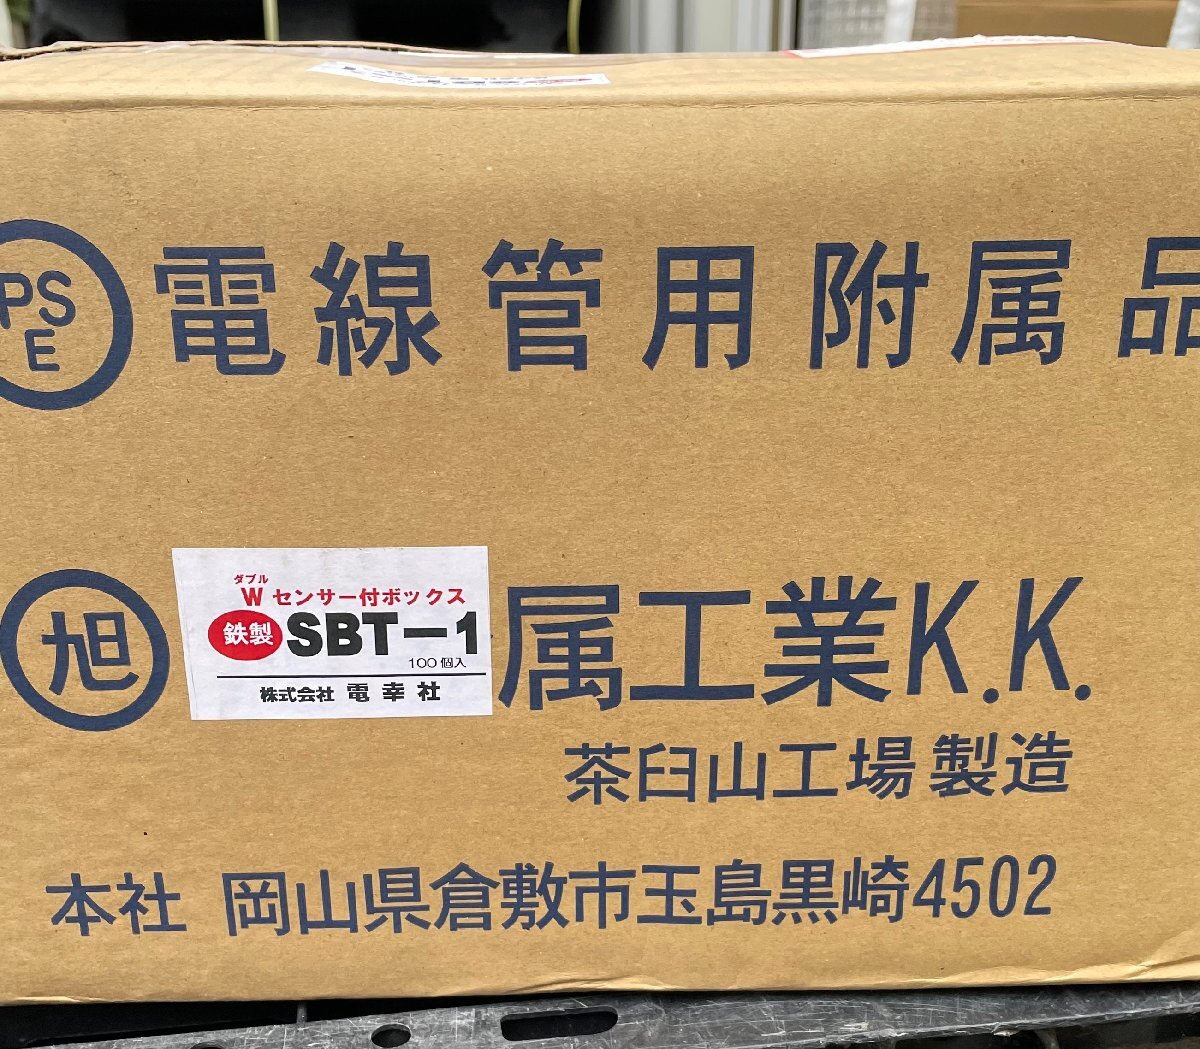 PS
E
電線管用附属品
旭
ダブル
Wセンサー付ボックス
鉄製 SBT-1
100個入
株式会社 電幸社
属工業K.K.
茶臼山工場製造
本社 岡山県倉敷市玉島黒崎4502